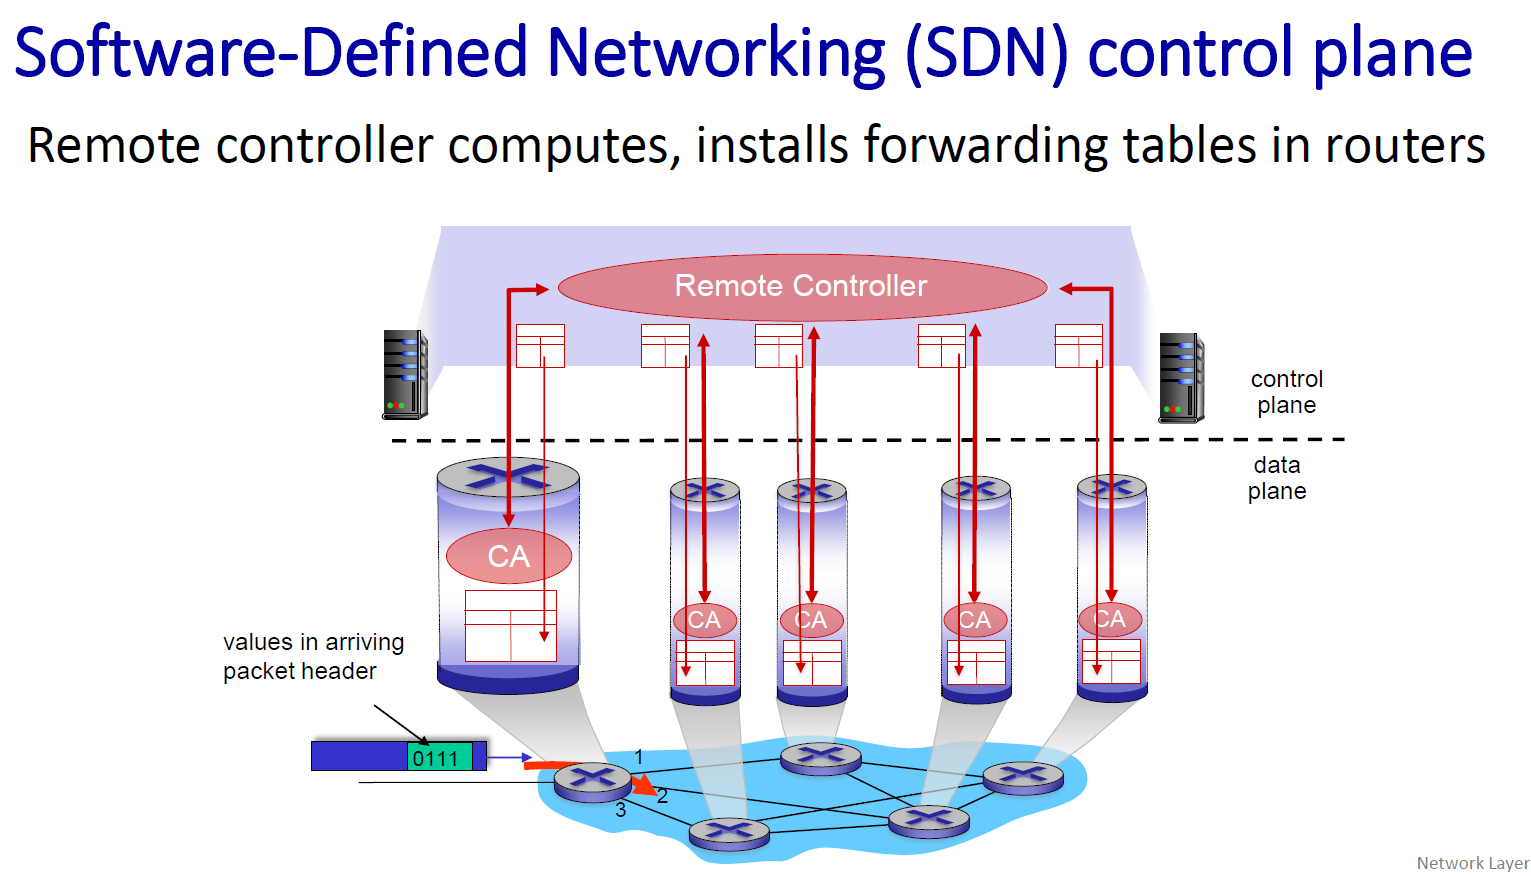 Software-Defined Networking (SDN) control plane
Remote controller computes, installs forwarding tables in routers
Remote Controller
control
plane
data
plane
CA
CA
CA
CA
CA
values in arriving
packet header
0111
1
2
3
Network Layer